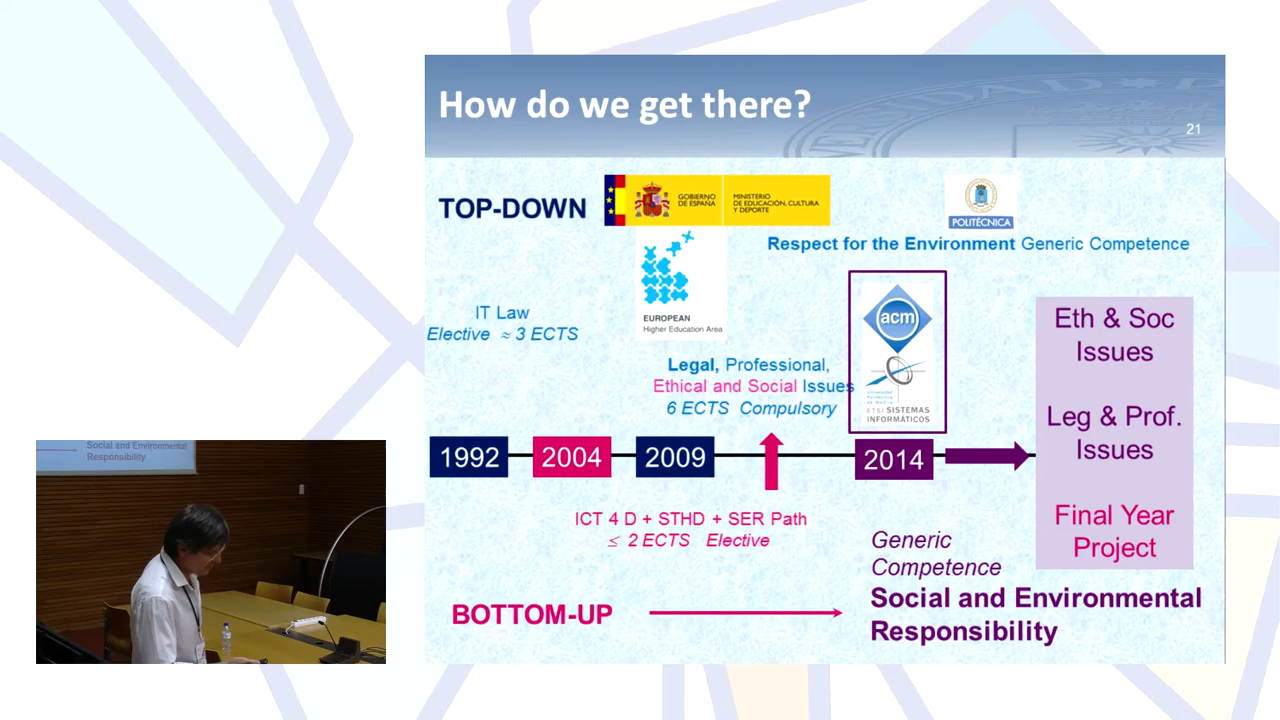 How do we get there?
21
TOP-DOWN
GOBIERNO
DE ESPAÑA
MINISTERIO
DE EDUCACIÓN, CULTURA
Y DEPORTE
POLITÉCNICA
Respect for the Environment Generic Competence
EUROPEAN
Higher Education Area
IT Law
Elective ≈ 3 ECTS
acm
Universidad
Politécnica
de Madrid
ETSI SISTEMAS
INFORMÁTICOS
Legal, Professional,
Ethical and Social Issues
6 ECTS Compulsory
Eth & Soc
Issues
Leg & Prof.
Issues
Final Year
Project
1992
2004
2009
2014
ICT 4 D + STHD + SER Path
≤ 2 ECTS Elective
Generic
Competence
Social and Environmental
Responsibility
BOTTOM-UP
Social and Environmental
Responsibility